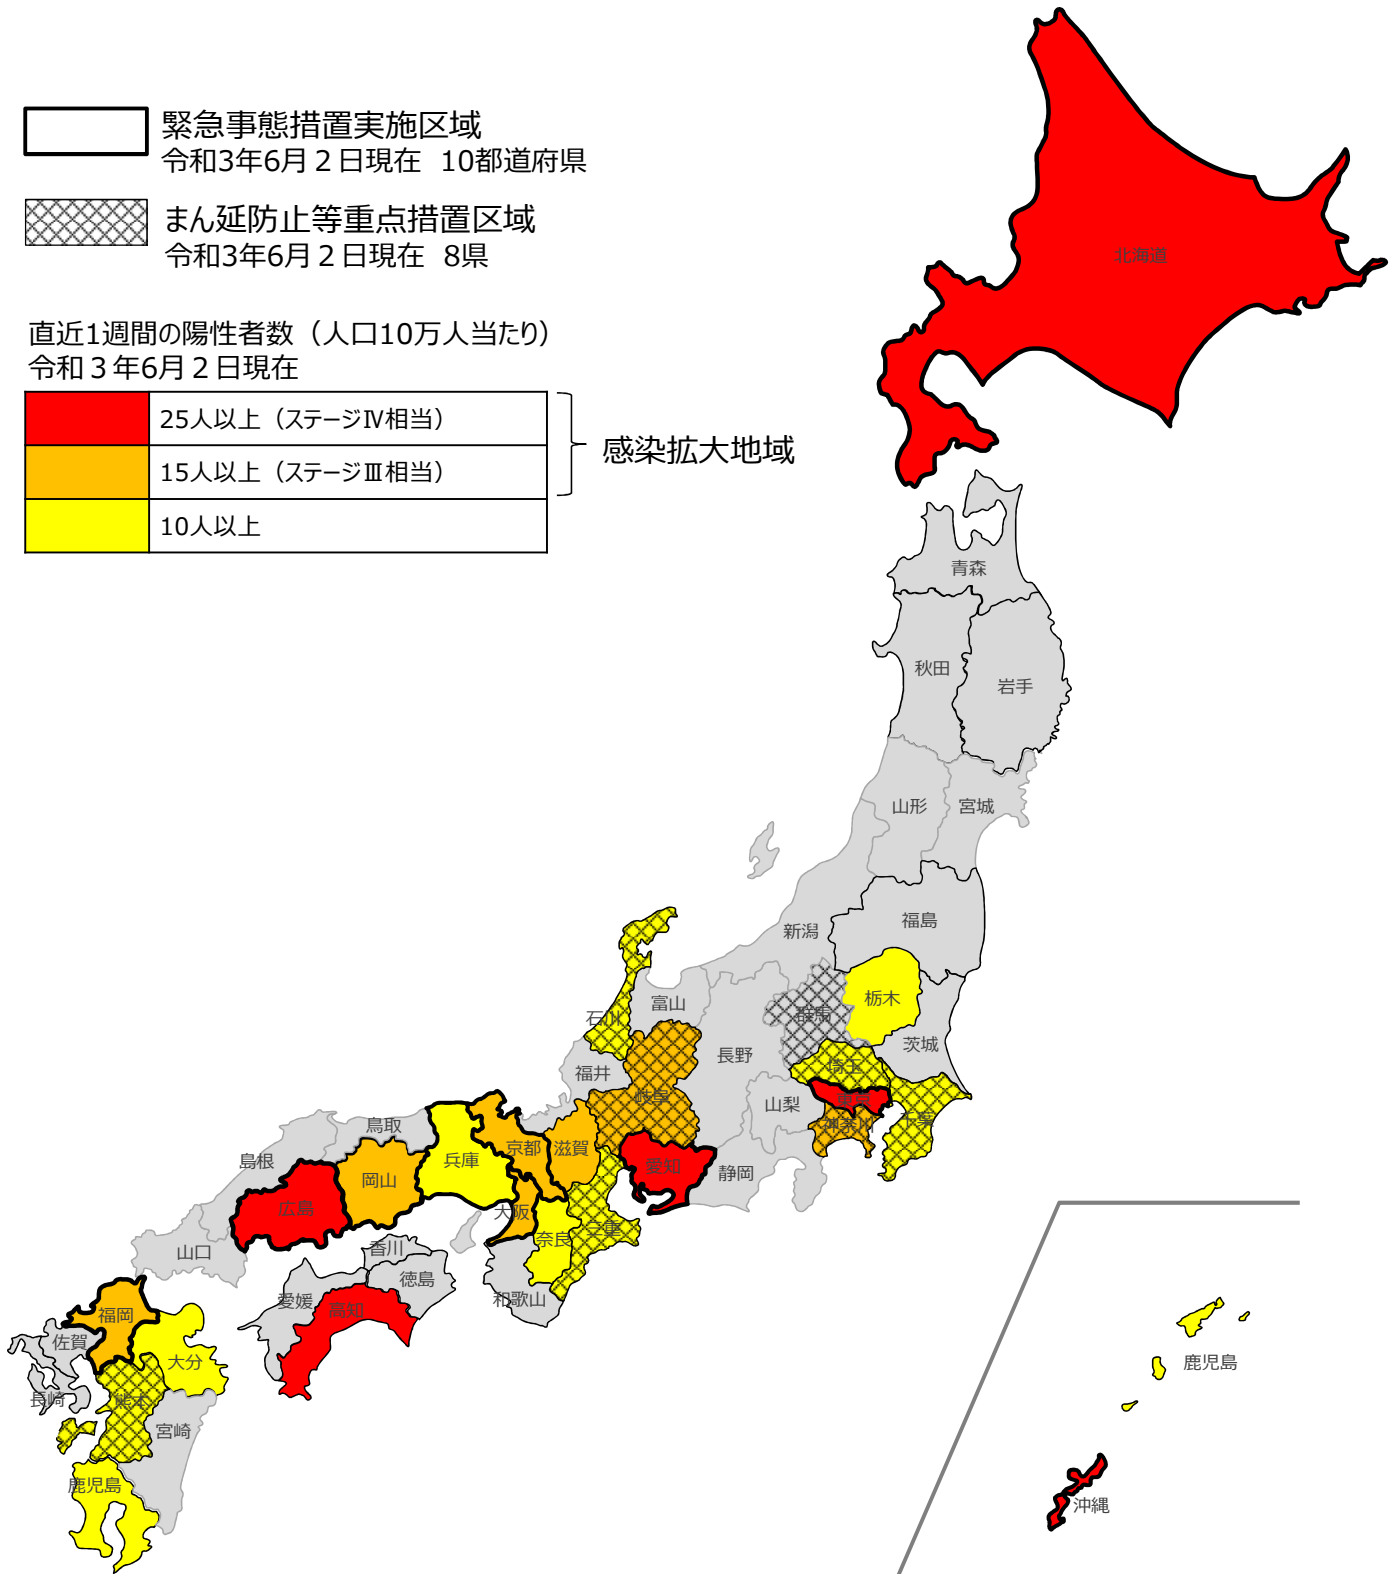 緊急事態措置実施区域
令和3年6月２日現在 10都道府県
まん延防止等重点措置区域
令和3年6月２日現在 8県
直近1週間の陽性者数（人口10万人当たり）
令和３年6月２日現在
25人以上（ステージⅣ相当）
15人以上（ステージⅢ相当）
10人以上
感染拡大地域
北海道
青森
秋田
岩手
山形
宮城
福島
新潟
栃木
群馬
茨城
富山
石川
長野
福井
埼玉
東京
千葉
神奈川
山梨
岐阜
静岡
愛知
滋賀
京都
兵庫
鳥取
島根
岡山
広島
山口
大阪
奈良
三重
和歌山
香川
徳島
愛媛
高知
福岡
佐賀
大分
長崎
熊本
宮崎
鹿児島
鹿児島
沖縄